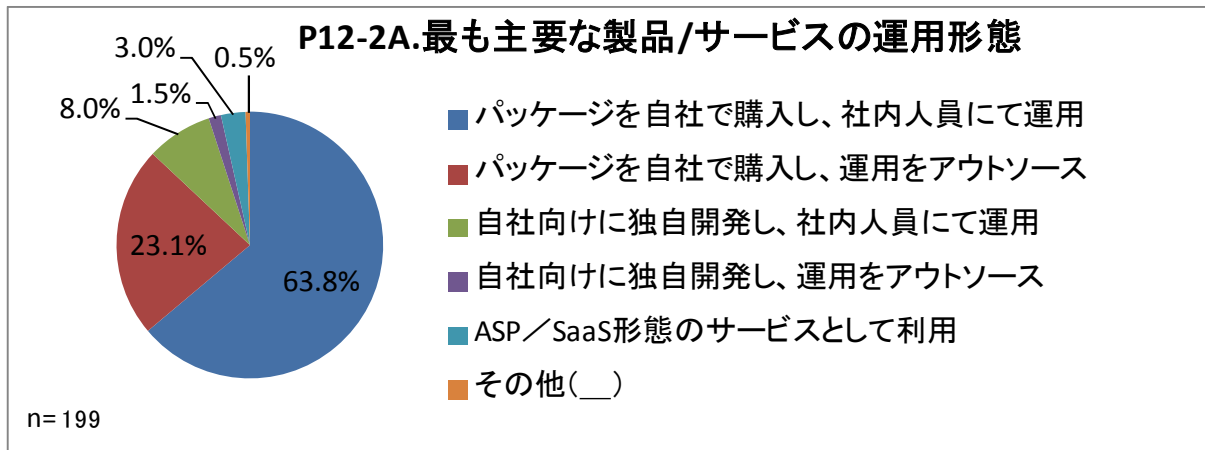 P12-2A.最も主要な製品/サービスの運用形態
3.0%
0.5%
1.5%
8.0%
23.1%
63.8%
パッケージを自社で購入し、社内人員にて運用
パッケージを自社で購入し、運用をアウトソース
自社向けに独自開発し、社内人員にて運用
自社向けに独自開発し、運用をアウトソース
ASP／SaaS形態のサービスとして利用
その他(__)
n=199